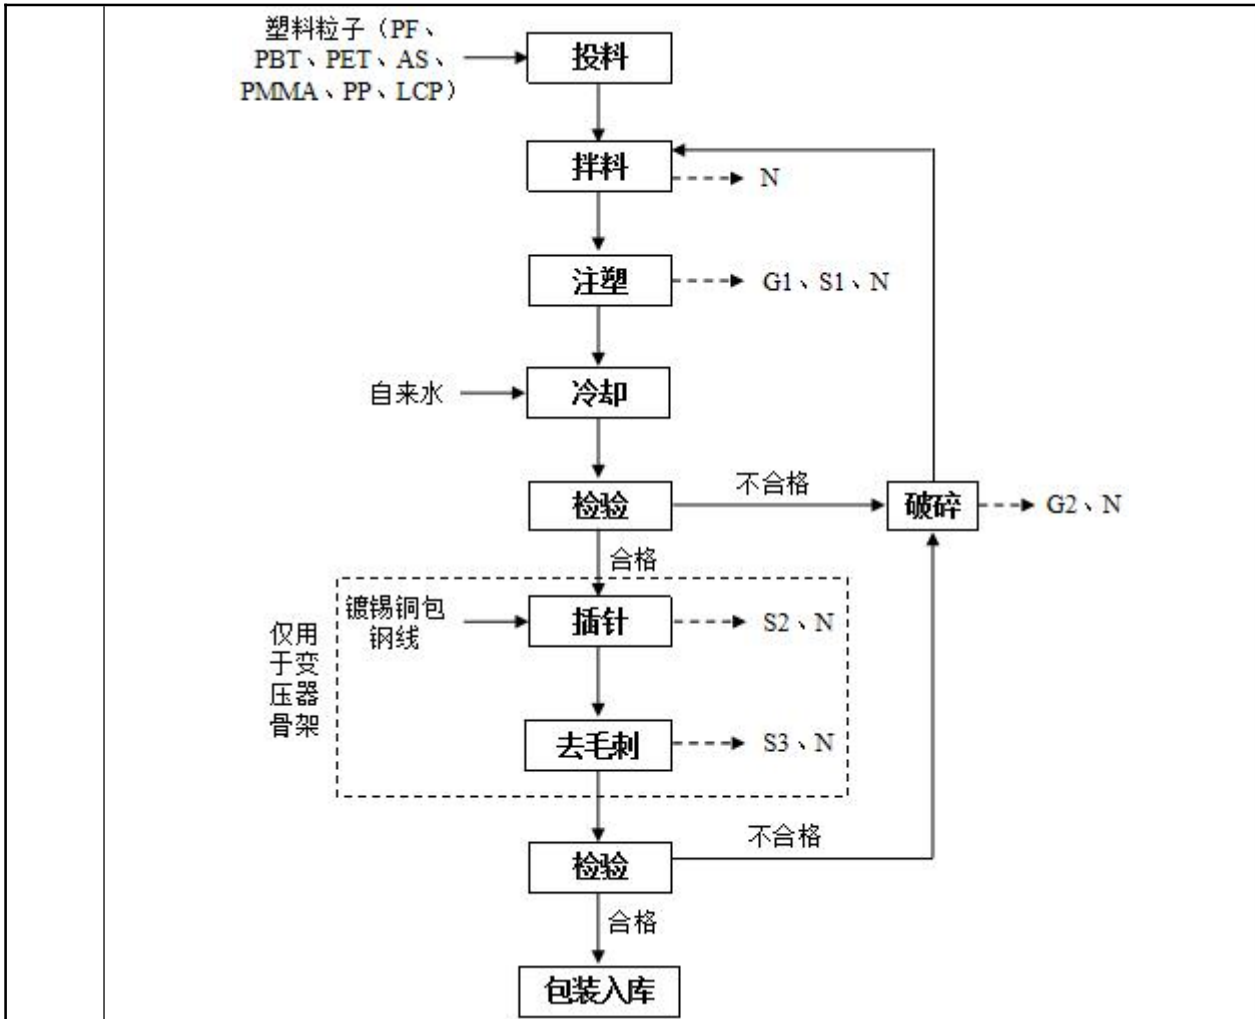 塑料粒子（PF、
PBT、PET、AS、
PMMA、PP、LCP）
投料
拌料
N
注塑
G1、S1、N
自来水
冷却
检验
不合格
破碎
G2、N
合格
仅用
于变
压器
骨架
镀锡铜包
钢线
插针
S2、N
去毛刺
S3、N
检验
不合格
合格
包装入库